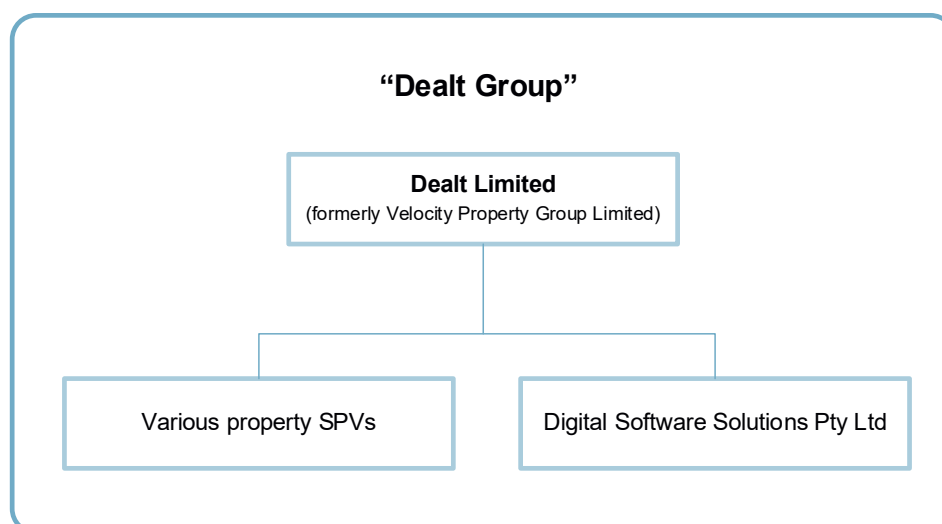 “Dealt Group”
Dealt Limited
(formerly Velocity Property Group Limited)
Various property SPVs
Digital Software Solutions Pty Ltd